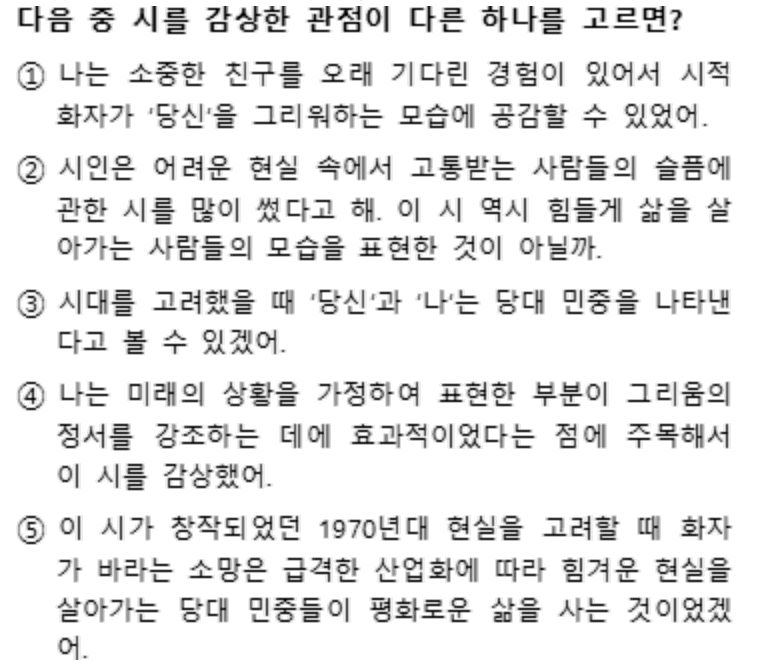 다음 중 시를 감상한 관점이 다른 하나를 고르면?
① 나는 소중한 친구를 오래 기다린 경험이 있어서 시적
화자가 '당신'을 그리워하는 모습에 공감할 수 있었어.
② 시인은 어려운 현실 속에서 고통받는 사람들의 슬픔에
관한 시를 많이 썼다고 해. 이 시 역시 힘들게 삶을 살
아가는 사람들의 모습을 표현한 것이 아닐까.
③ 시대를 고려했을 때 '당신'과 '나'는 당대 민중을 나타낸
다고 볼 수 있겠어.
④ 나는 미래의 상황을 가정하여 표현한 부분이 그리움의
정서를 강조하는 데에 효과적이었다는 점에 주목해서
이 시를 감상했어.
⑤ 이 시가 창작되었던 1970년대 현실을 고려할 때 화자
가 바라는 소망은 급격한 산업화에 따라 힘겨운 현실을
살아가는 당대 민중들이 평화로운 삶을 사는 것이었겠
어.